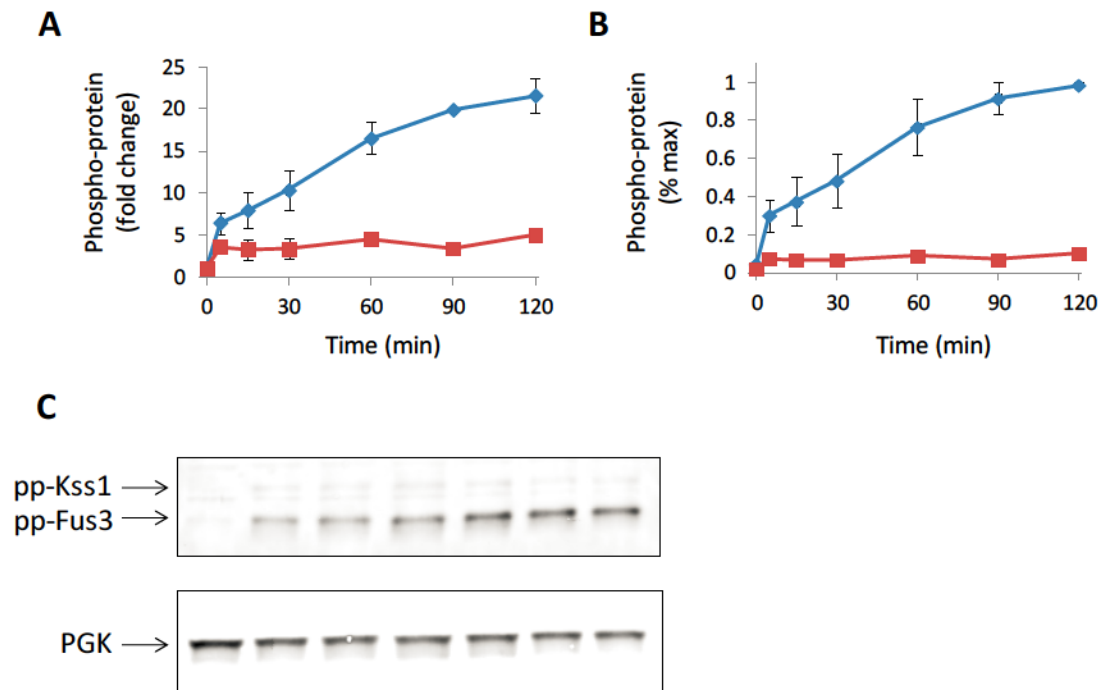 A
Phospho-protein
(fold change)
25
20
15
10
5
0
0 30 60 90 120
Time (min)
B
Phospho-protein
(% max)
1
0.8
0.6
0.4
0.2
0
0 30 60 90 120
Time (min)
C
pp-Kss1
pp-Fus3
PGK